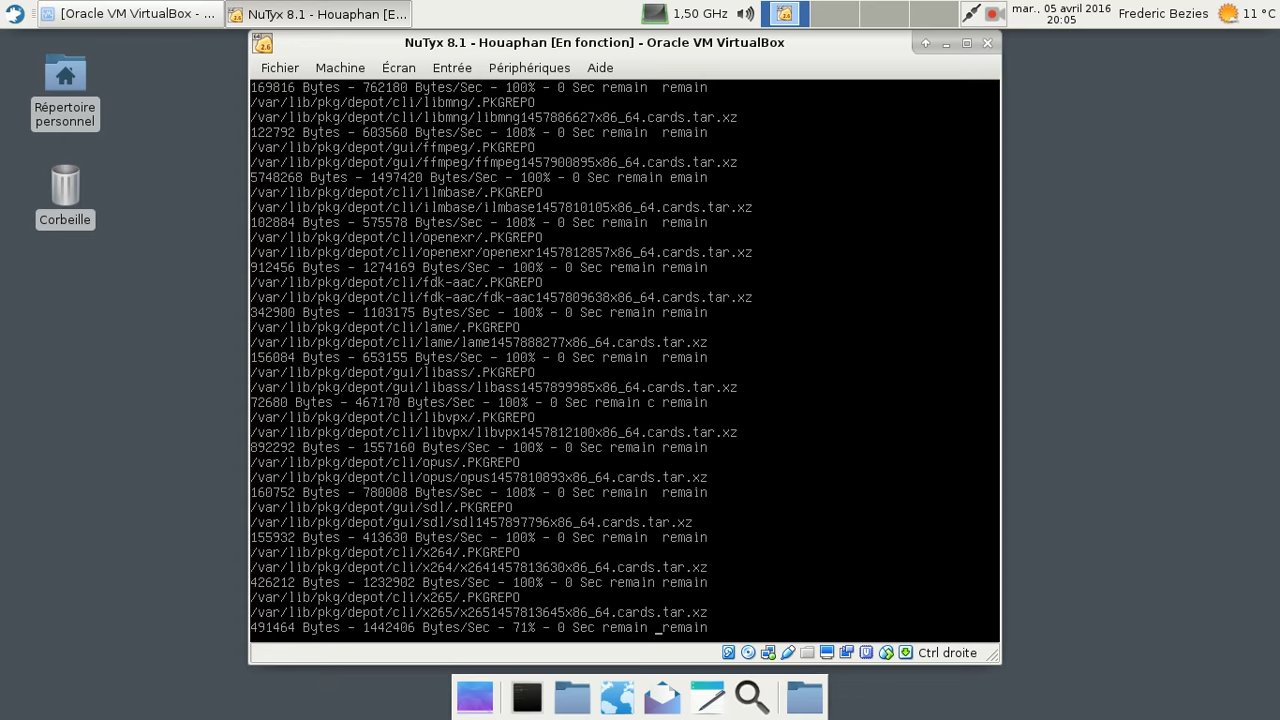 [Oracle VM VirtualBox - ...
NuTyx 8.1 - Houaphan [E...
1,50 GHz
mar., 05 avril 2016
20:05
Frederic Bezies
11 °C
Répertoire
personnel
Corbeille
2.6
NuTyx 8.1 - Houaphan [En fonction] - Oracle VM VirtualBox
Fichier Machine Écran Entrée Périphériques Aide
169816 Bytes - 762180 Bytes/Sec - 100% - 0 Sec remain  remain
/var/lib/pkg/depot/cli/libmng/.PKGREPO
/var/lib/pkg/depot/cli/libmng/libmng1457886627x86_64.cards.tar.xz
122792 Bytes - 603560 Bytes/Sec - 100% - 0 Sec remain  remain
/var/lib/pkg/depot/gui/ffmpeg/.PKGREPO
/var/lib/pkg/depot/gui/ffmpeg/ffmpeg1457900895x86_64.cards.tar.xz
5748268 Bytes - 1497420 Bytes/Sec - 100% - 0 Sec remain emain
/var/lib/pkg/depot/cli/ilmbase/.PKGREPO
/var/lib/pkg/depot/cli/ilmbase/ilmbase1457810105x86_64.cards.tar.xz
102884 Bytes - 575578 Bytes/Sec - 100% - 0 Sec remain  remain
/var/lib/pkg/depot/cli/openexr/.PKGREPO
/var/lib/pkg/depot/cli/openexr/openexr1457812857x86_64.cards.tar.xz
912456 Bytes - 1274169 Bytes/Sec - 100% - 0 Sec remain remain
/var/lib/pkg/depot/cli/fdk-aac/.PKGREPO
/var/lib/pkg/depot/cli/fdk-aac/fdk-aac1457809638x86_64.cards.tar.xz
342900 Bytes - 1103175 Bytes/Sec - 100% - 0 Sec remain remain
/var/lib/pkg/depot/cli/lame/.PKGREPO
/var/lib/pkg/depot/cli/lame/lame1457888277x86_64.cards.tar.xz
156084 Bytes - 653155 Bytes/Sec - 100% - 0 Sec remain  remain
/var/lib/pkg/depot/gui/libass/.PKGREPO
/var/lib/pkg/depot/gui/libass/libass1457899985x86_64.cards.tar.xz
72680 Bytes - 467170 Bytes/Sec - 100% - 0 Sec remain c remain
/var/lib/pkg/depot/cli/libvpx/.PKGREPO
/var/lib/pkg/depot/cli/libvpx/libvpx1457812100x86_64.cards.tar.xz
892292 Bytes - 1557160 Bytes/Sec - 100% - 0 Sec remain remain
/var/lib/pkg/depot/cli/opus/.PKGREPO
/var/lib/pkg/depot/cli/opus/opus1457810893x86_64.cards.tar.xz
160752 Bytes - 780008 Bytes/Sec - 100% - 0 Sec remain  remain
/var/lib/pkg/depot/gui/sdl/.PKGREPO
/var/lib/pkg/depot/gui/sdl/sdl1457897796x86_64.cards.tar.xz
155932 Bytes - 413630 Bytes/Sec - 100% - 0 Sec remain  remain
/var/lib/pkg/depot/cli/x264/.PKGREPO
/var/lib/pkg/depot/cli/x264/x2641457813630x86_64.cards.tar.xz
426212 Bytes - 1232902 Bytes/Sec - 100% - 0 Sec remain remain
/var/lib/pkg/depot/cli/x265/.PKGREPO
/var/lib/pkg/depot/cli/x265/x2651457813645x86_64.cards.tar.xz
491464 Bytes - 1442406 Bytes/Sec - 71% - 0 Sec remain _remain
Ctrl droite